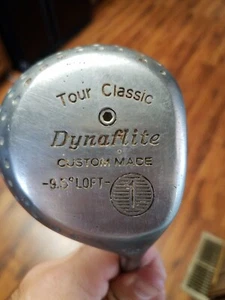 Tour Classic
Dynaflite
CUSTOM MADE
-9.5° LOFT-
1